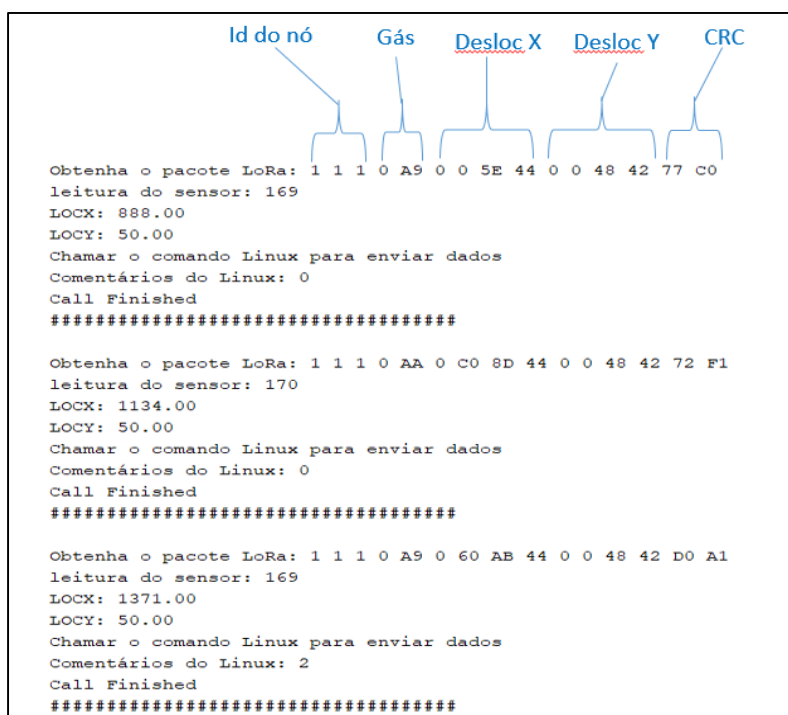 Id do nó Gás Desloc X Desloc Y CRC
Obtenha o pacote LoRa: 1 1 1 0 A9 0 0 5E 44 0 0 48 42 77 C0
leitura do sensor: 169
LOCX: 888.00
LOCY: 50.00
Chamar o comando Linux para enviar dados
Comentários do Linux: 0
Call Finished
####################################
Obtenha o pacote LoRa: 1 1 1 0 AA 0 C0 8D 44 0 0 48 42 72 F1
leitura do sensor: 170
LOCX: 1134.00
LOCY: 50.00
Chamar o comando Linux para enviar dados
Comentários do Linux: 0
Call Finished
####################################
Obtenha o pacote LoRa: 1 1 1 0 A9 0 60 AB 44 0 0 48 42 D0 A1
leitura do sensor: 169
LOCX: 1371.00
LOCY: 50.00
Chamar o comando Linux para enviar dados
Comentários do Linux: 2
Call Finished
####################################